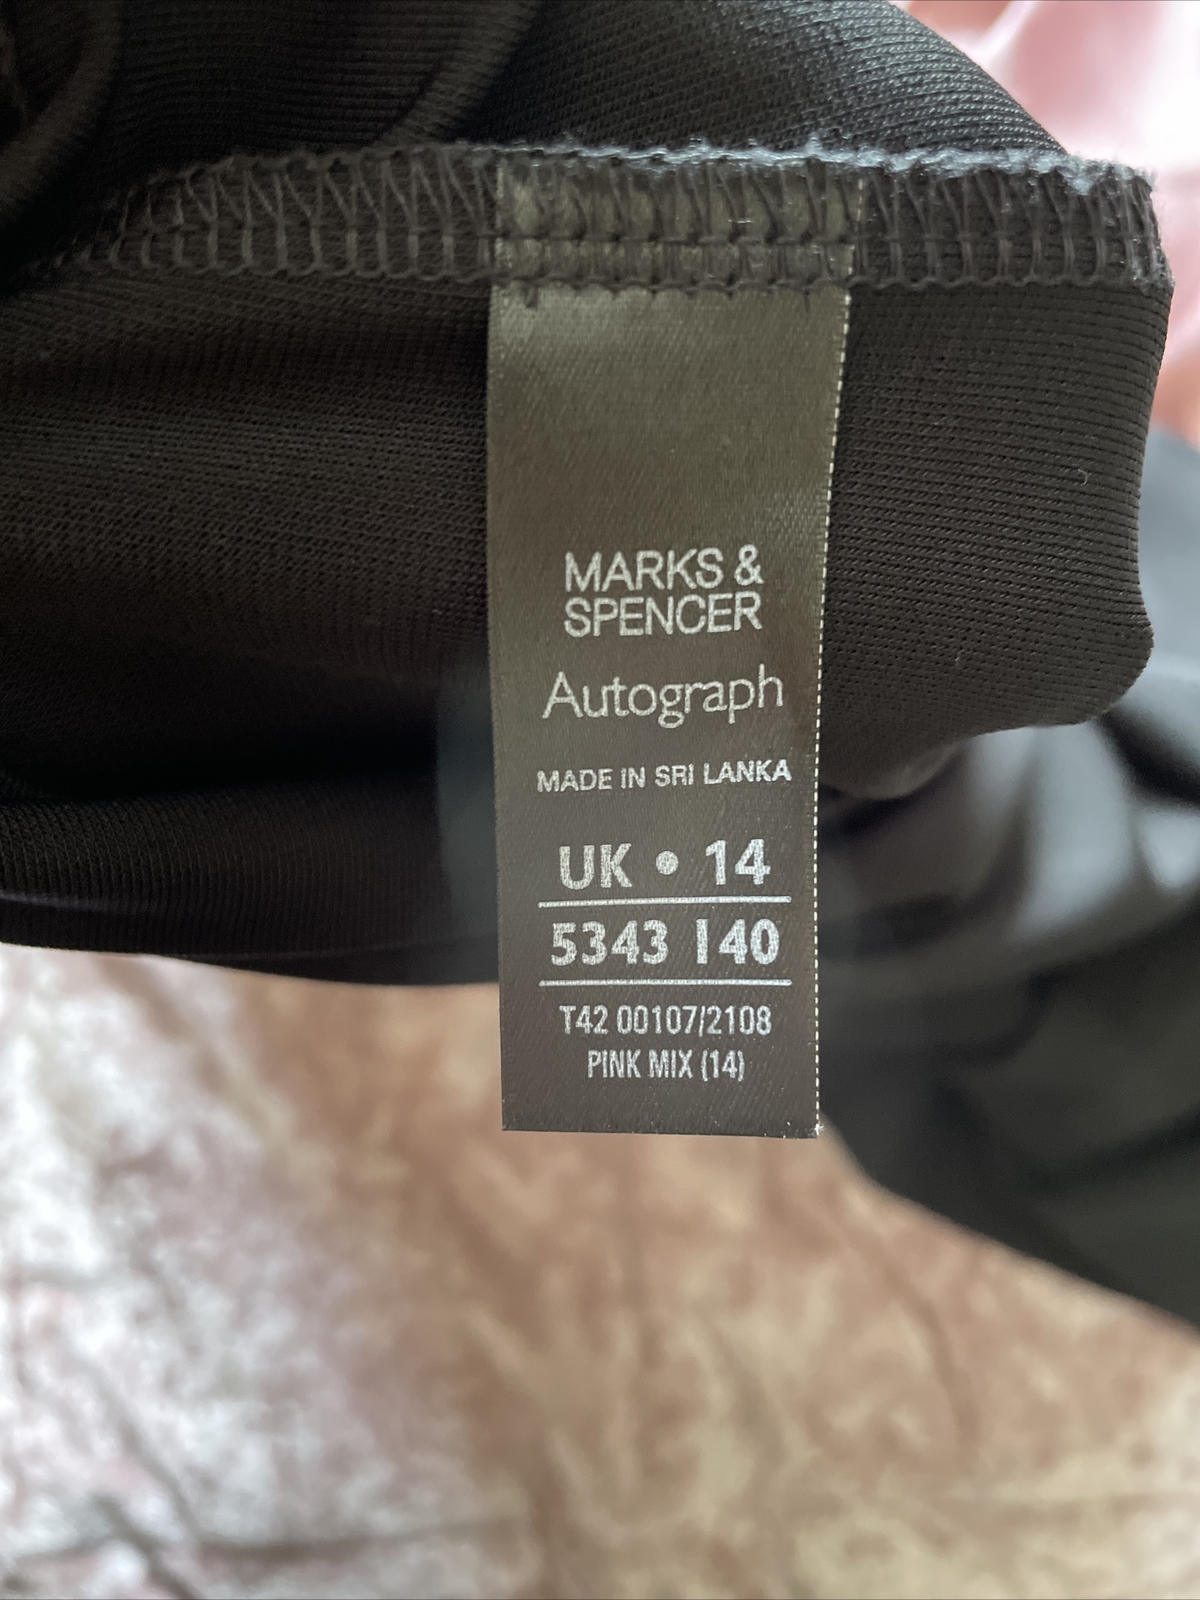 MARKS &
SPENCER
Autograph
MADE IN SRI LANKA
UK • 14
5343 I40
T42 00107/2108
PINK MIX (14)